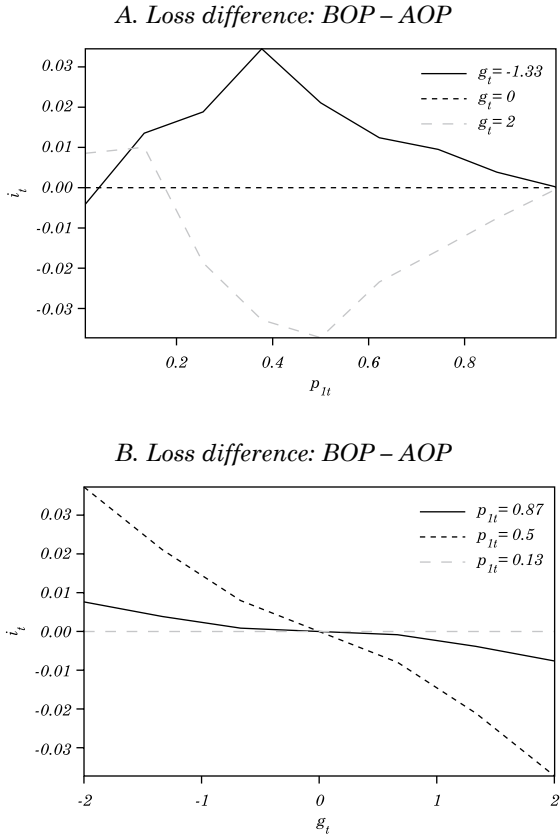 A. Loss difference: BOP – AOP
0.03
0.02
0.01
0.00
-0.01
-0.02
-0.03
i_t
g_t= -1.33
g_t= 0
g_t= 2
0.2 0.4 0.6 0.8
p_1t
B. Loss difference: BOP – AOP
0.03
0.02
0.01
0.00
-0.01
-0.02
-0.03
i_t
p_1t= 0.87
p_1t= 0.5
p_1t= 0.13
-2 -1 0 1 2
g_t